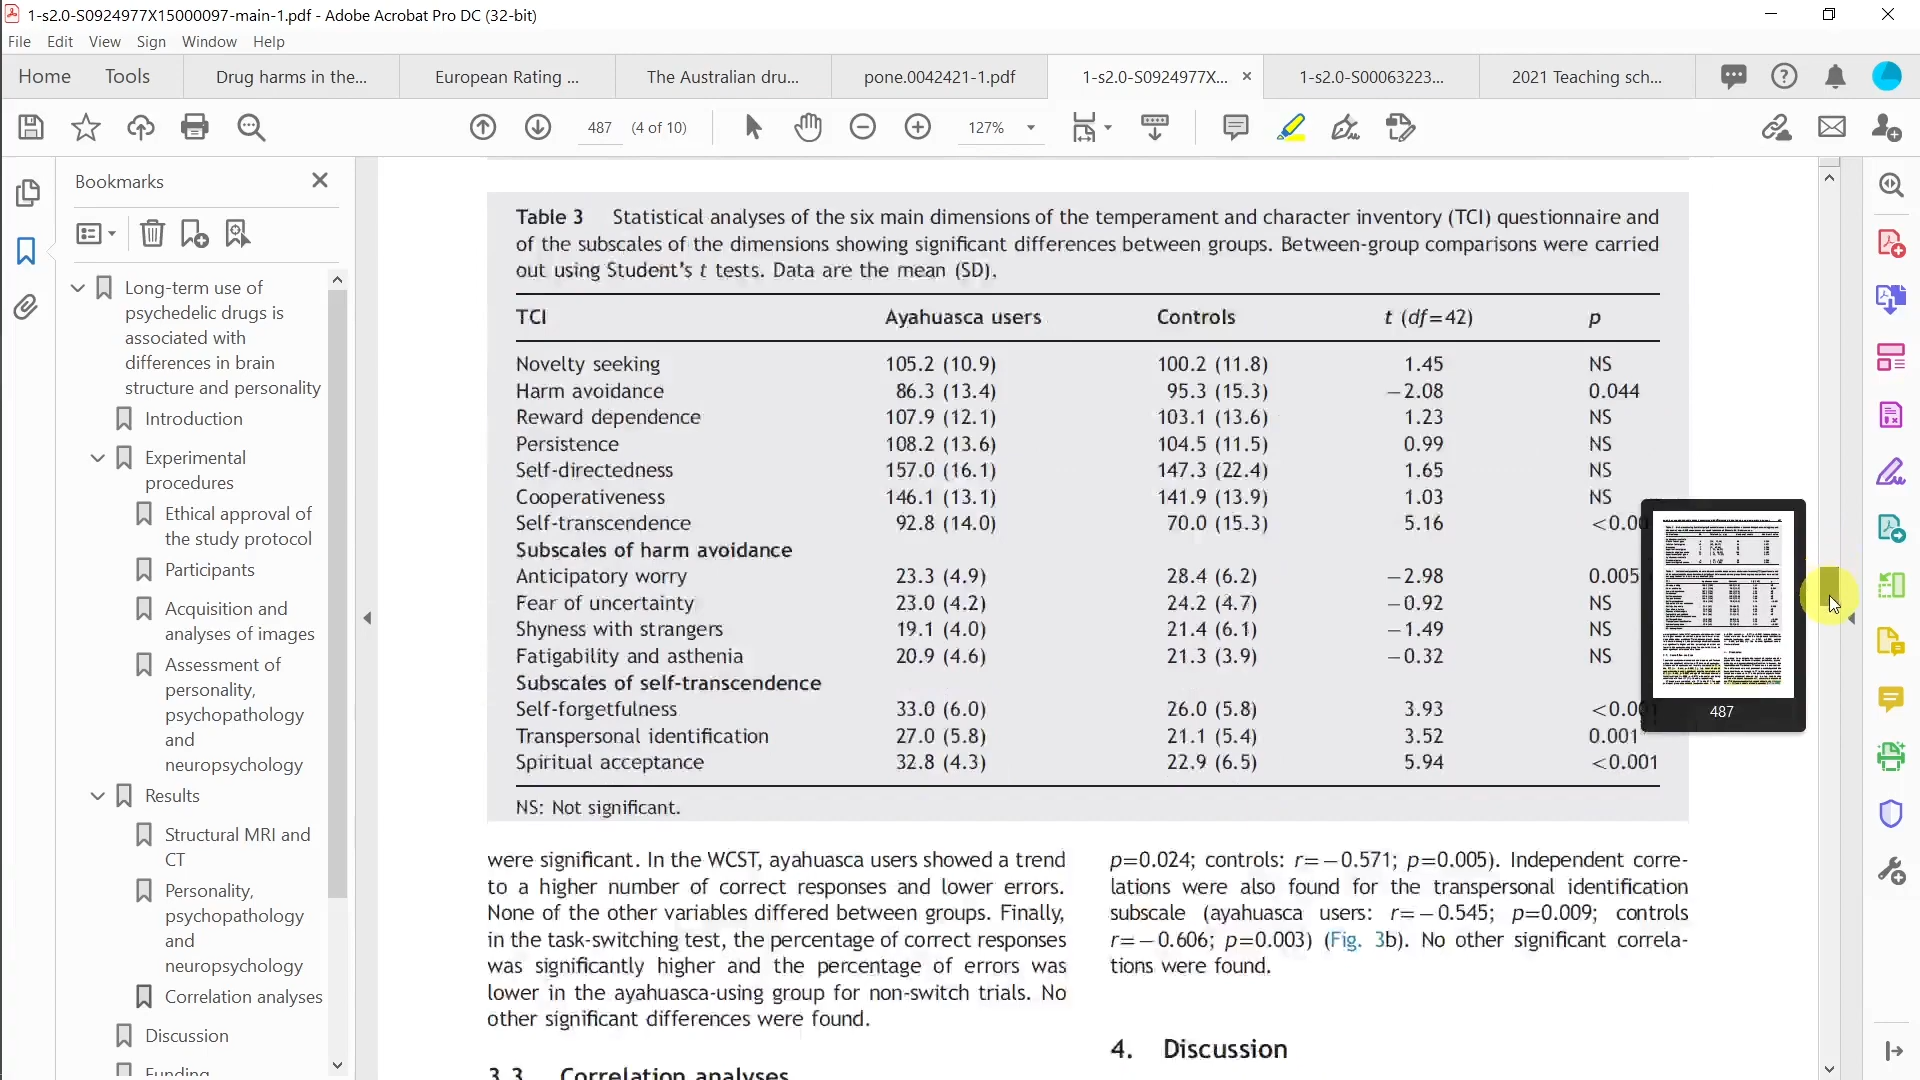 1-s2.0-S0924977X15000097-main-1.pdf - Adobe Acrobat Pro DC (32-bit)
File Edit View Sign Window Help
Home Tools Drug harms in the... European Rating ... The Australian dru... pone.0042421-1.pdf 1-s2.0-S0924977X... × 1-s2.0-S00063223... 2021 Teaching sch...
487 (4 of 10) 127%
Bookmarks
Long-term use of
psychedelic drugs is
associated with
differences in brain
structure and personality
Introduction
Experimental
procedures
Ethical approval of
the study protocol
Participants
Acquisition and
analyses of images
Assessment of
personality,
psychopathology
and
neuropsychology
Results
Structural MRI and
CT
Personality,
psychopathology
and
neuropsychology
Correlation analyses
Discussion
Funding
Table 3 Statistical analyses of the six main dimensions of the temperament and character inventory (TCI) questionnaire and
of the subscales of the dimensions showing significant differences between groups. Between-group comparisons were carried
out using Student's t tests. Data are the mean (SD).
TCI Ayahuasca users Controls t (df=42) p
Novelty seeking 105.2 (10.9) 100.2 (11.8) 1.45 NS
Harm avoidance 86.3 (13.4) 95.3 (15.3) −2.08 0.044
Reward dependence 107.9 (12.1) 103.1 (13.6) 1.23 NS
Persistence 108.2 (13.6) 104.5 (11.5) 0.99 NS
Self-directedness 157.0 (16.1) 147.3 (22.4) 1.65 NS
Cooperativeness 146.1 (13.1) 141.9 (13.9) 1.03 NS
Self-transcendence 92.8 (14.0) 70.0 (15.3) 5.16 <0.00
Subscales of harm avoidance
Anticipatory worry 23.3 (4.9) 28.4 (6.2) −2.98 0.005
Fear of uncertainty 23.0 (4.2) 24.2 (4.7) −0.92 NS
Shyness with strangers 19.1 (4.0) 21.4 (6.1) −1.49 NS
Fatigability and asthenia 20.9 (4.6) 21.3 (3.9) −0.32 NS
Subscales of self-transcendence
Self-forgetfulness 33.0 (6.0) 26.0 (5.8) 3.93 <0.001
Transpersonal identification 27.0 (5.8) 21.1 (5.4) 3.52 0.001
Spiritual acceptance 32.8 (4.3) 22.9 (6.5) 5.94 <0.001
NS: Not significant.
487
were significant. In the WCST, ayahuasca users showed a trend
to a higher number of correct responses and lower errors.
None of the other variables differed between groups. Finally,
in the task-switching test, the percentage of correct responses
was significantly higher and the percentage of errors was
lower in the ayahuasca-using group for non-switch trials. No
other significant differences were found.
3.3. Correlation analyses
p=0.024; controls: r=−0.571; p=0.005). Independent corre-
lations were also found for the transpersonal identification
subscale (ayahuasca users: r=−0.545; p=0.009; controls
r=−0.606; p=0.003) (Fig. 3b). No other significant correla-
tions were found.
4. Discussion